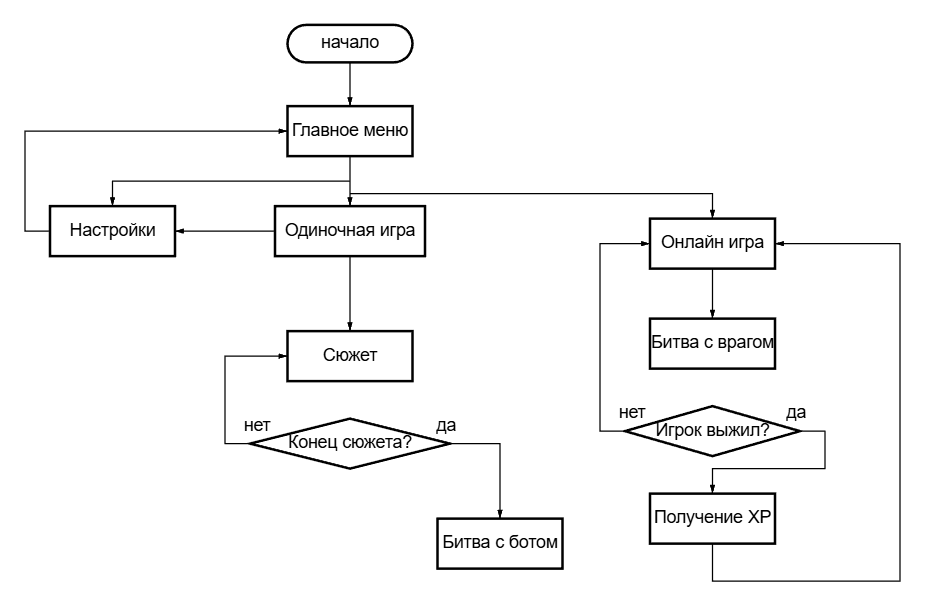 начало
Главное меню
Настройки
Одиночная игра
Онлайн игра
Битва с врагом
Сюжет
нет
да
Игрок выжил?
нет
да
Конец сюжета?
Получение XP
Битва с ботом